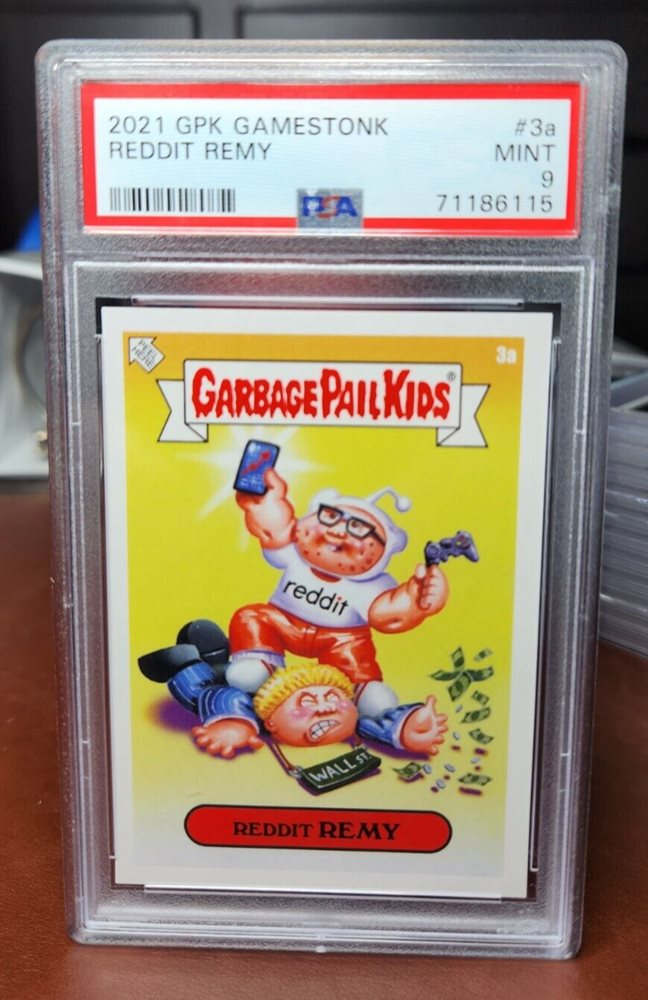 2021 GPK GAMESTONK #3a
REDDIT REMY MINT
9
PSA 71186115
PEEL HERE
3a
GARBAGE PAIL KIDS®
reddit
WALL ST.
REDDIT REMY